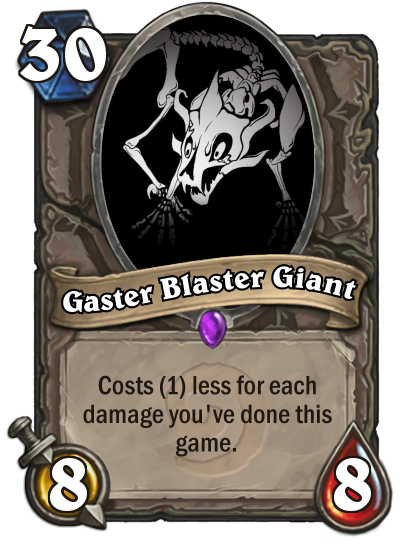 30
Gaster Blaster Giant
Costs (1) less for each
damage you've done this
game.
8
8